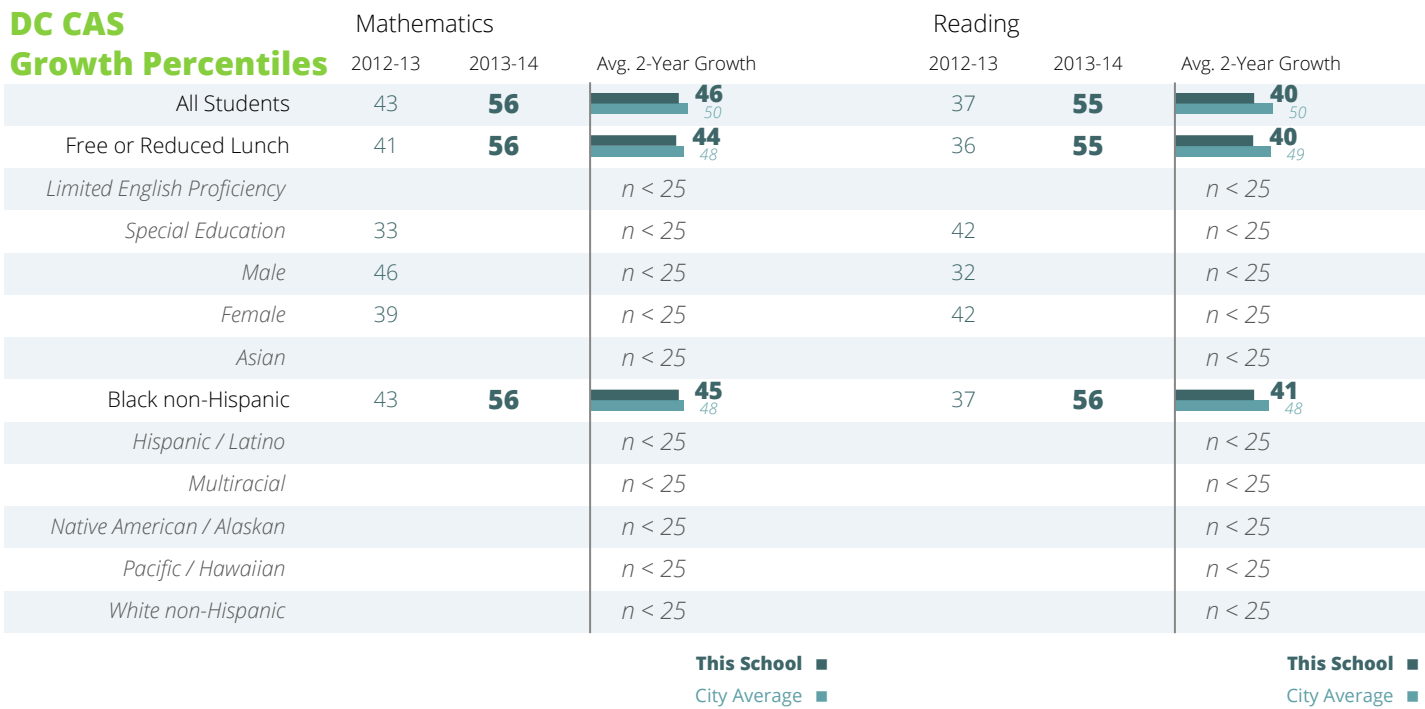 DC CAS
Growth Percentiles
Mathematics
Reading
2012-13 2013-14 Avg. 2-Year Growth 2012-13 2013-14 Avg. 2-Year Growth
All Students 43 56 46 50 37 55 40 50
Free or Reduced Lunch 41 56 44 48 36 55 40 49
Limited English Proficiency n < 25 n < 25
Special Education 33 n < 25 42 n < 25
Male 46 n < 25 32 n < 25
Female 39 n < 25 42 n < 25
Asian n < 25 n < 25
Black non-Hispanic 43 56 45 48 37 56 41 48
Hispanic / Latino n < 25 n < 25
Multiracial n < 25 n < 25
Native American / Alaskan n < 25 n < 25
Pacific / Hawaiian n < 25 n < 25
White non-Hispanic n < 25 n < 25
This School This School
City Average City Average